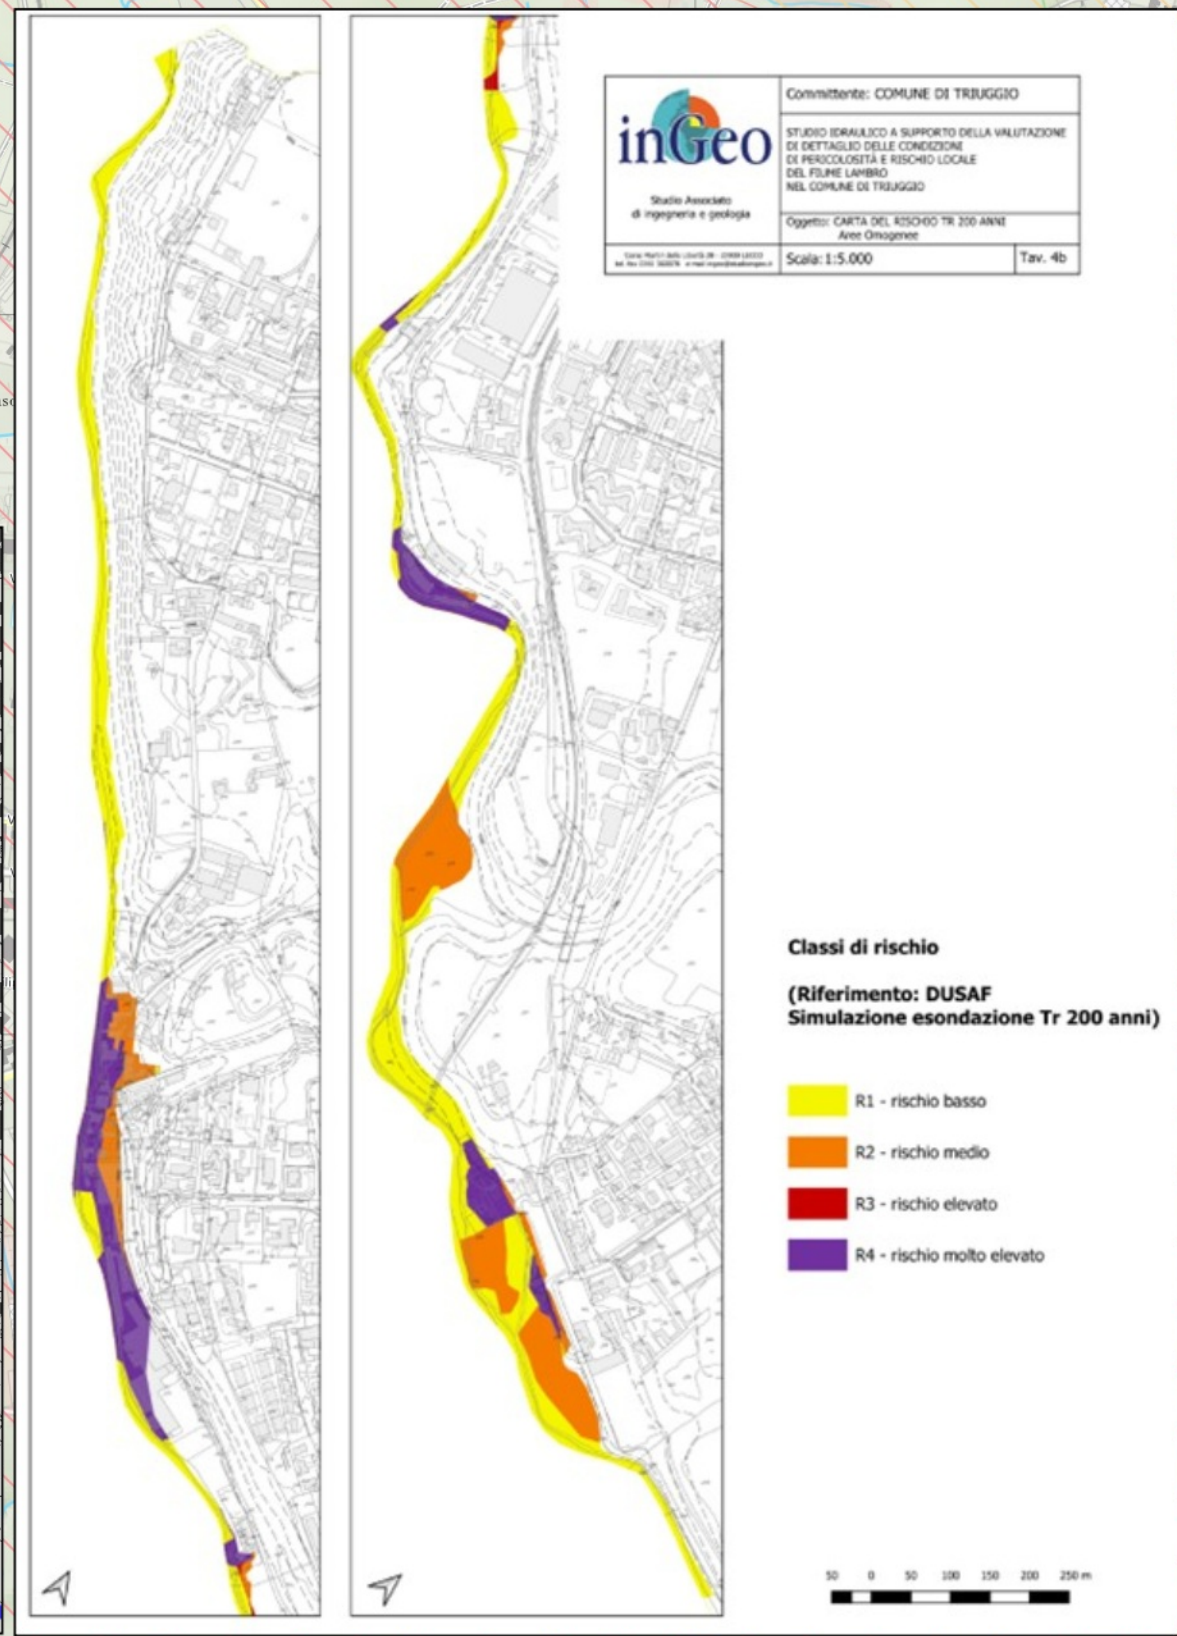 inGeo
Studio Associato
di ingegneria e geologia
Committente: COMUNE DI TRIUGGIO
STUDIO IDRAULICO A SUPPORTO DELLA VALUTAZIONE
DI DETTAGLIO DELLE CONDIZIONI
DI PERICOLOSITÀ E RISCHIO LOCALE
DEL FIUME LAMBRO
NEL COMUNE DI TRIUGGIO
Oggetto: CARTA DEL RISCHIO TR 200 ANNI
Aree Omogenee
Scala: 1:5.000
Tav. 4b
Classi di rischio
(Riferimento: DUSAF
Simulazione esondazione Tr 200 anni)
R1 - rischio basso
R2 - rischio medio
R3 - rischio elevato
R4 - rischio molto elevato
50 0 50 100 150 200 250 m